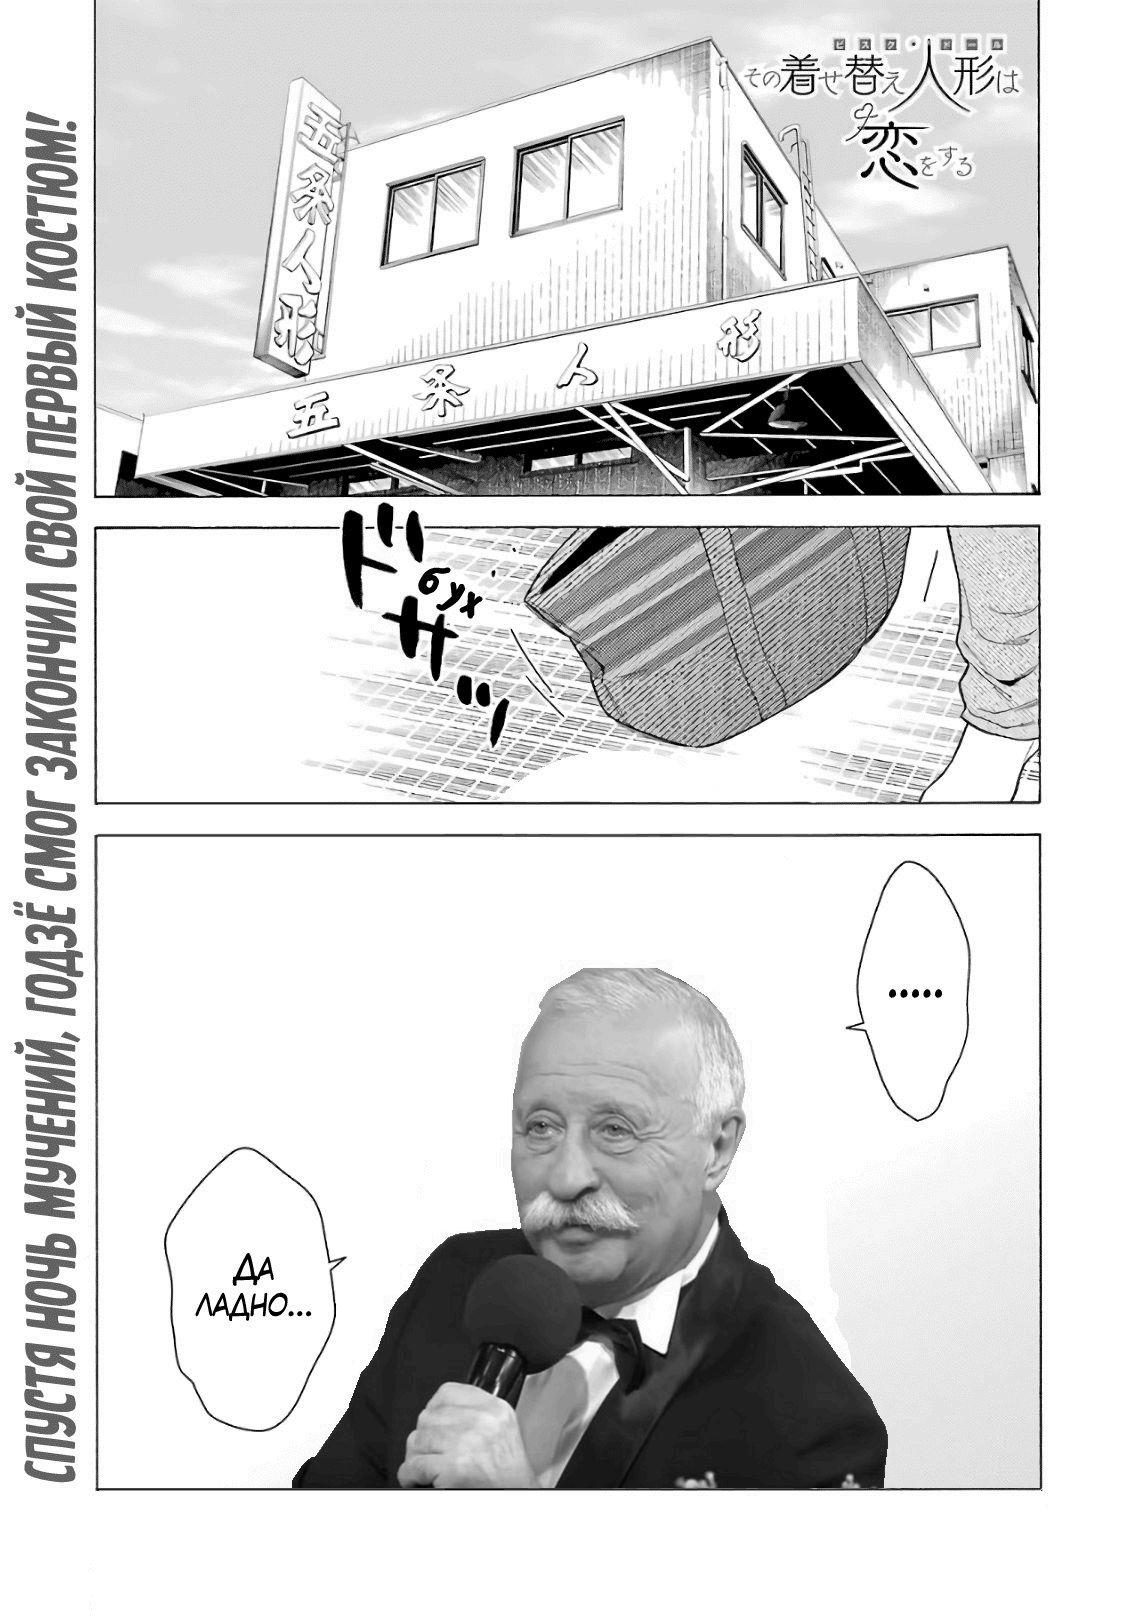 ビスク・ドール
その着せ替え人形は
恋をする
五条人形
五条人形
СПУСТЯ НОЧЬ МУЧЕНИЙ, ГОДЗЁ СМОГ ЗАКОНЧИЛ СВОЙ ПЕРВЫЙ КОСТЮМ!
ドサッ
бух
.....
ДА
ЛАДНО...